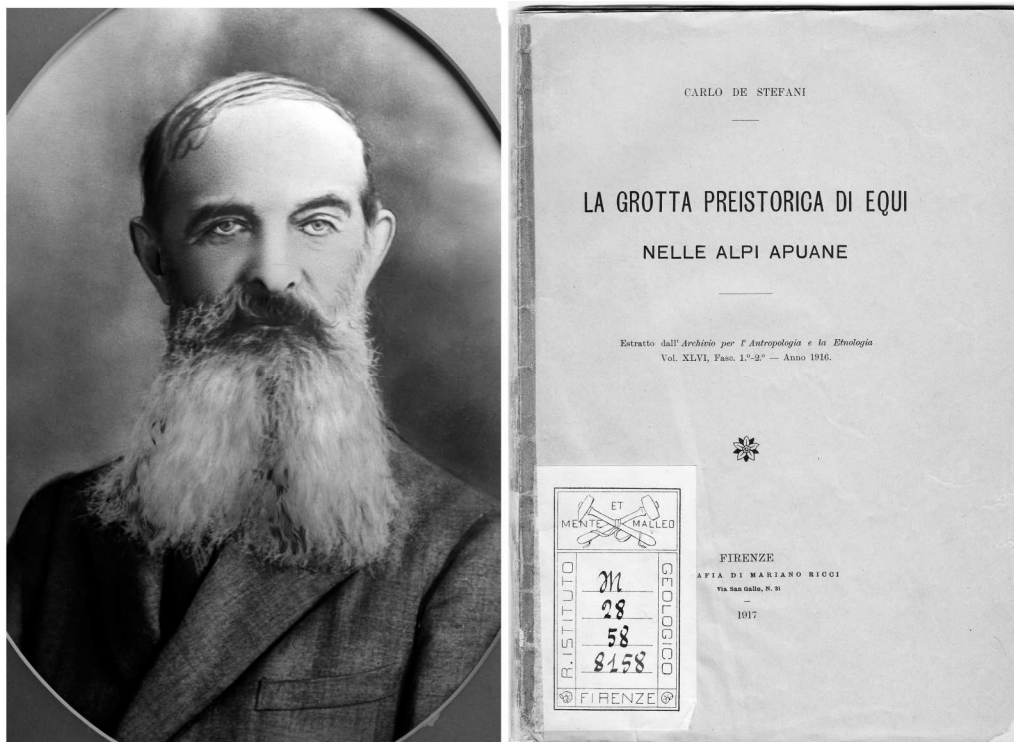 CARLO DE STEFANI
LA GROTTA PREISTORICA DI EQUI
NELLE ALPI APUANE
Estratto dall' Archivio per l' Antropologia e la Etnologia
Vol. XLVI, Fasc. 1.º-2.º — Anno 1916.
ET
MENTE MALLEO
R. ISTITUTO
GEOLOGICO
M
28
58
8158
FIRENZE
FIRENZE
AFIA DI MARIANO RICCI
Via San Gallo, N. 31
1917